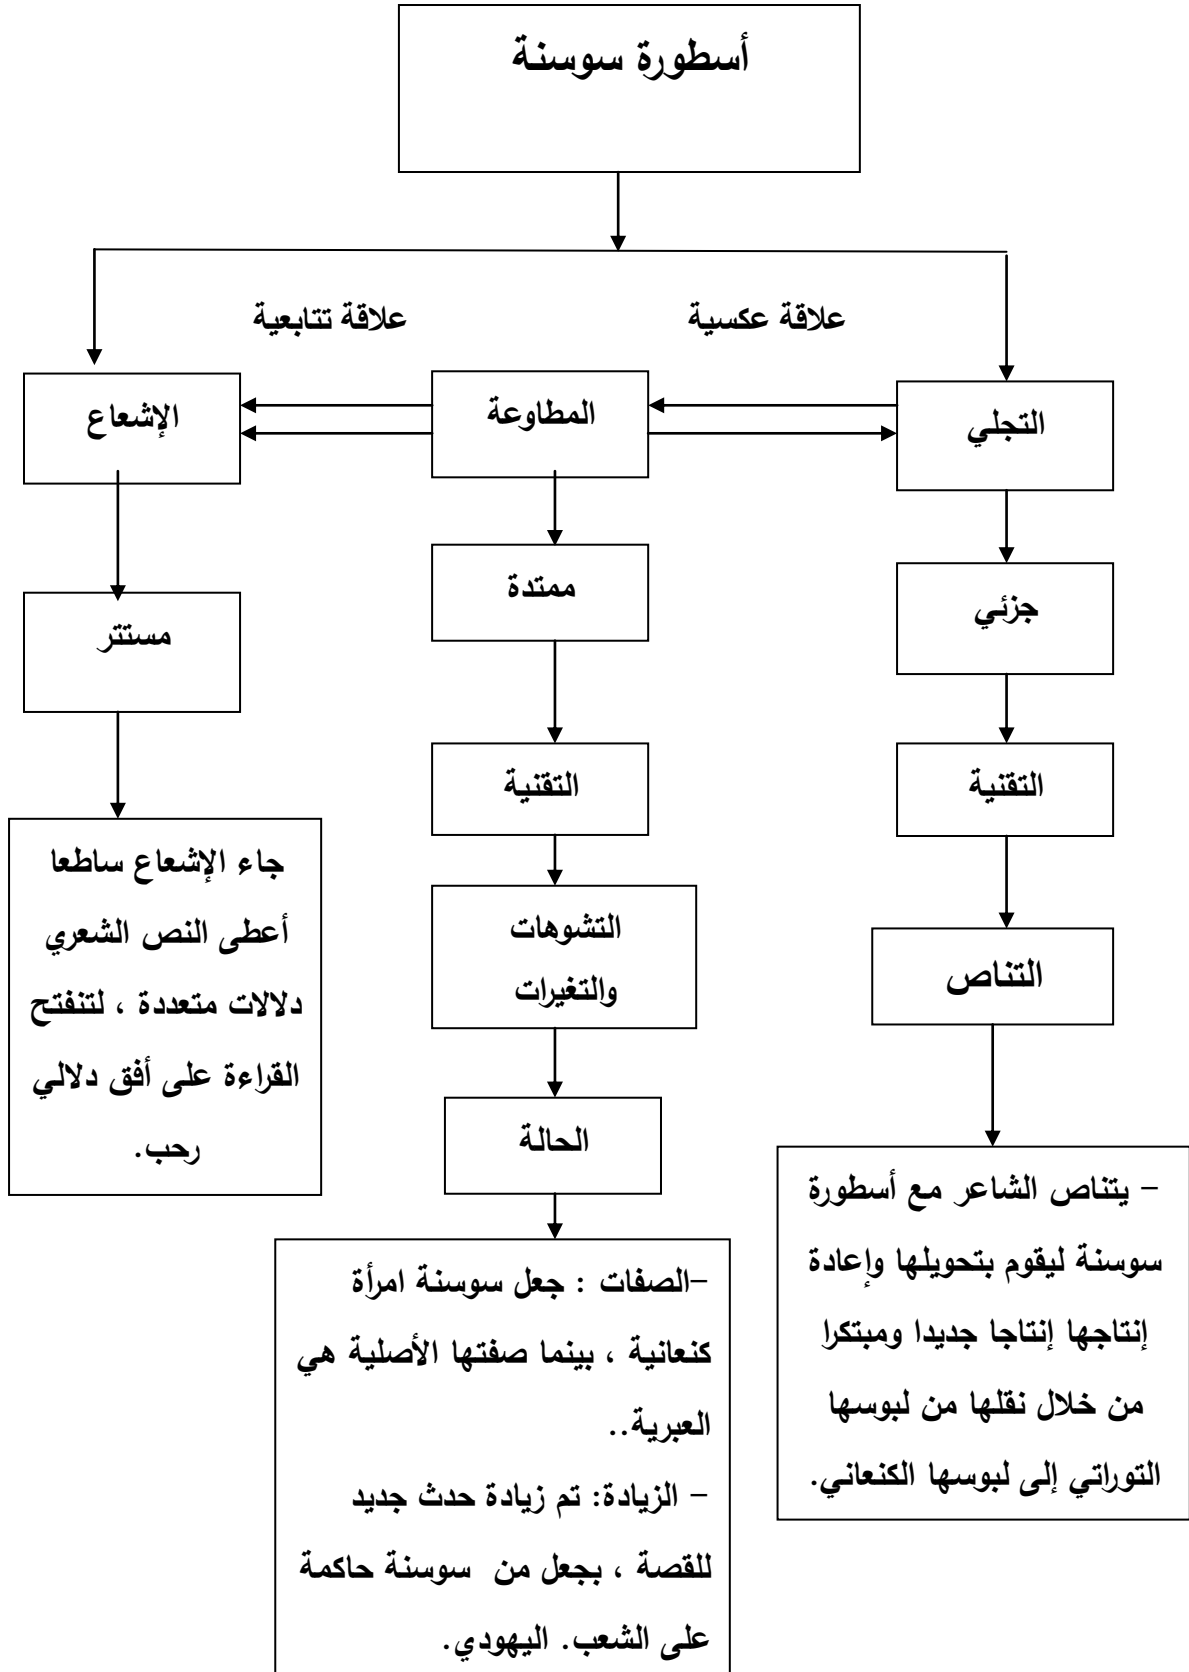 أسطورة سوسنة
علاقة عكسية
علاقة تتابعية
التجلي
المطاوعة
الإشعاع
جزئي
ممتدة
مستتر
التقنية
التقنية
التناص
التشوهات
والتغيرات
الحالة
جاء الإشعاع ساطعا
أعطى النص الشعري
دلالات متعددة ، لتنفتح
القراءة على أفق دلالي
رحب.
- يتناص الشاعر مع أسطورة
سوسنة ليقوم بتحويلها وإعادة
إنتاجها إنتاجا جديدا ومبتكرا
من خلال نقلها من لبوسها
التوراتي إلى لبوسها الكنعاني.
-الصفات : جعل سوسنة امرأة
كنعانية ، بينما صفتها الأصلية هي
العبرية..
- الزيادة: تم زيادة حدث جديد
للقصة ، بجعل من سوسنة حاكمة
على الشعب. اليهودي.